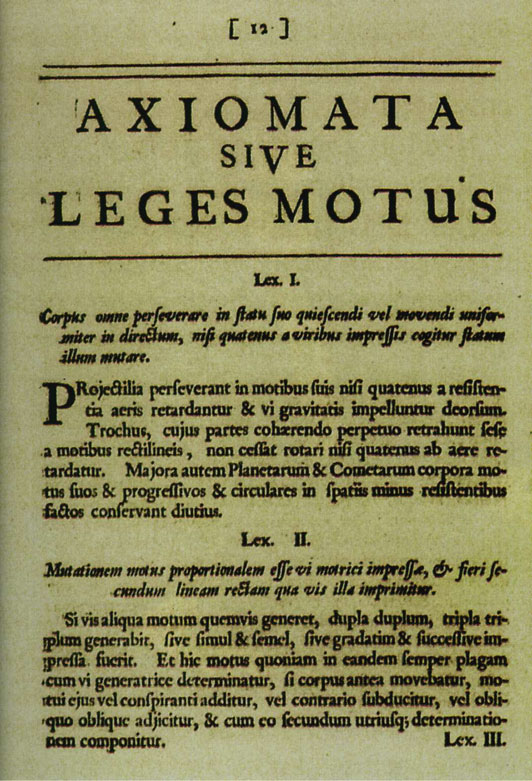 [ 12 ]
AXIOMATA
SIVE
LEGES MOTUS
Lex. I.
Corpus omne perſeverare in ſtatu ſuo quieſcendi vel movendi unifor-
miter in directum, niſi quatenus a viribus impreſſis cogitur ſtatum
illum mutare.
PRojectilia perſeverant in motibus ſuis niſi quatenus a reſiſten-
tia aeris retardantur & vi gravitatis impelluntur deorſum.
Trochus, cujus partes cohærendo perpetuo retrahunt ſeſe
a motibus rectilineis, non ceſſat rotari niſi quatenus ab aere re-
tardatur. Majora autem Planetarum & Cometarum corpora mo-
tus ſuos & progreſſivos & circulares in ſpatiis minus reſiſtentibus
factos conſervant diutius.
Lex. II.
Mutationem motus proportionalem eſſe vi motrici impreſſæ, & fieri ſe-
cundum lineam rectam qua vis illa imprimitur.
Si vis aliqua motum quemvis generet, dupla duplum, tripla tri-
plum generabit, ſive ſimul & ſemel, ſive gradatim & ſucceſſive im-
preſſa fuerit. Et hic motus quoniam in eandem ſemper plagam
cum vi generatrice determinatur, ſi corpus antea movebatur, mo-
tui ejus vel conſpiranti additur, vel contrario ſubducitur, vel obli-
quo oblique adjicitur, & cum eo ſecundum utriuſq; determinatio-
nem componitur. Lex. III.